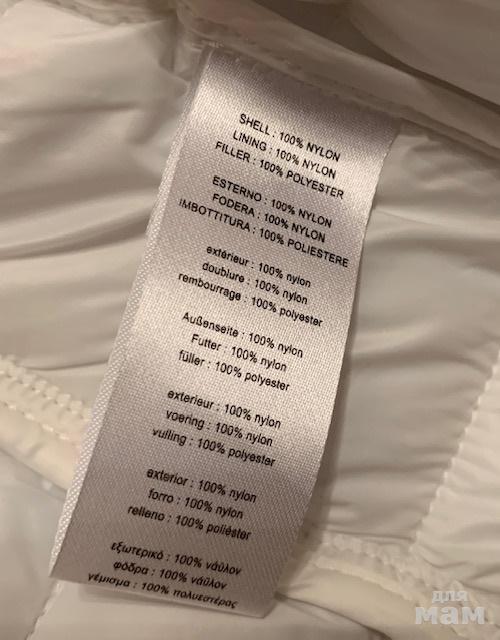 SHELL : 100% NYLON
LINING : 100% NYLON
FILLER : 100% POLYESTER
ESTERNO : 100% NYLON
FODERA : 100% NYLON
IMBOTTITURA : 100% POLIESTERE
extérieur : 100% nylon
doublure : 100% nylon
rembourrage : 100% polyester
Außenseite : 100% nylon
Futter : 100% nylon
füller : 100% polyester
exterieur : 100% nylon
voering : 100% nylon
vulling : 100% polyester
exterior : 100% nylon
forro : 100% nylon
relleno : 100% poliéster
εξωτερικό : 100% νάυλον
φόδρα : 100% νάυλον
γέμισμα : 100% πολυεστέρας
для
мам